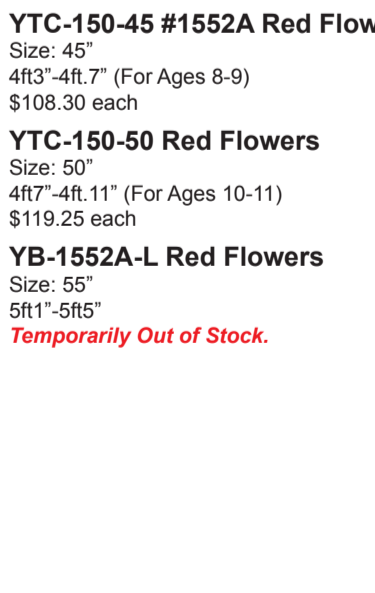 YTC-150-45 #1552A Red Flow
Size: 45”
4ft3”-4ft.7” (For Ages 8-9)
$108.30 each
YTC-150-50 Red Flowers
Size: 50”
4ft7”-4ft.11” (For Ages 10-11)
$119.25 each
YB-1552A-L Red Flowers
Size: 55”
5ft1”-5ft5”
Temporarily Out of Stock.